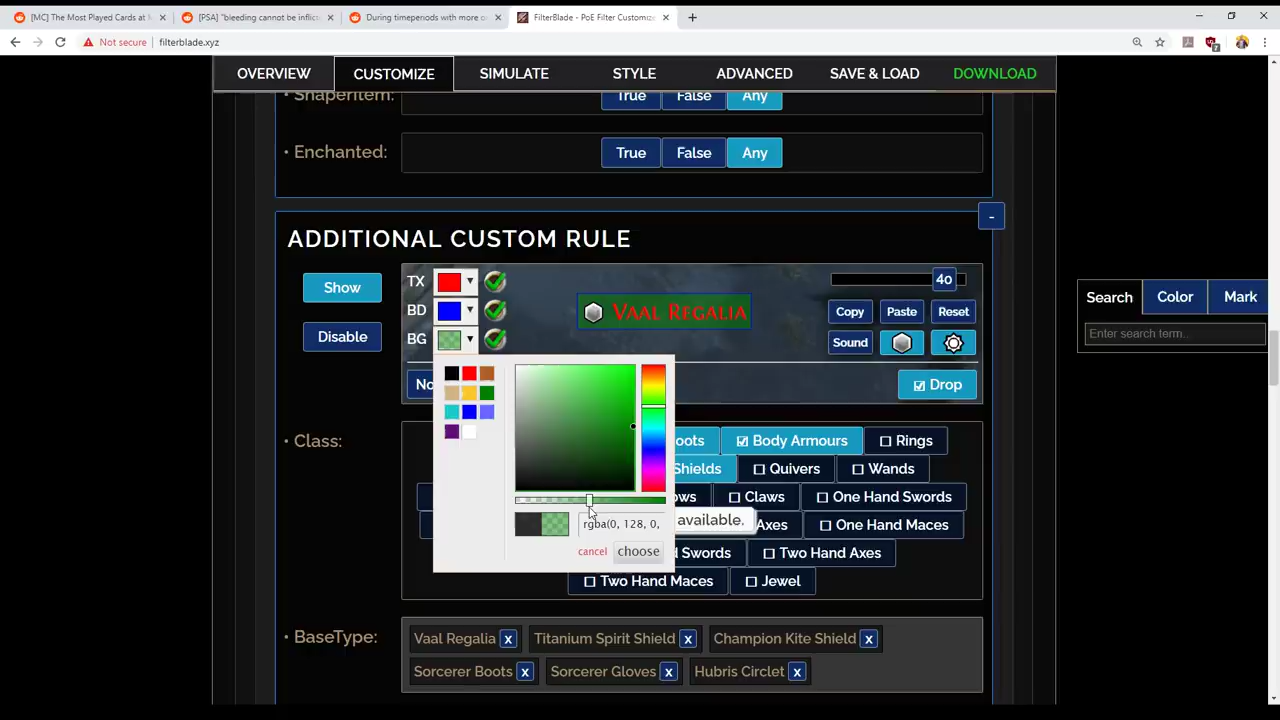 [MC] The Most Played Cards at M
[PSA] "bleeding cannot be inflic
During timeperiods with more o
FilterBlade - PoE Filter Customiz
Not secure
filterblade.xyz
OVERVIEW
CUSTOMIZE
SIMULATE
STYLE
ADVANCED
SAVE & LOAD
DOWNLOAD
• ShaperItem:
True
False
Any
• Enchanted:
True
False
Any
ADDITIONAL CUSTOM RULE
-
Show
Disable
TX
BD
BG
Vaal Regalia
40
Copy
Paste
Reset
Sound
No
Drop
Search
Color
Mark
Enter search term..
• Class:
oots
Body Armours
Rings
Shields
Quivers
Wands
ows
Claws
One Hand Swords
available.
Axes
One Hand Maces
Swords
Two Hand Axes
Two Hand Maces
Jewel
rgba(0, 128, 0,
cancel
choose
• BaseType:
Vaal Regalia x
Titanium Spirit Shield x
Champion Kite Shield x
Sorcerer Boots x
Sorcerer Gloves x
Hubris Circlet x